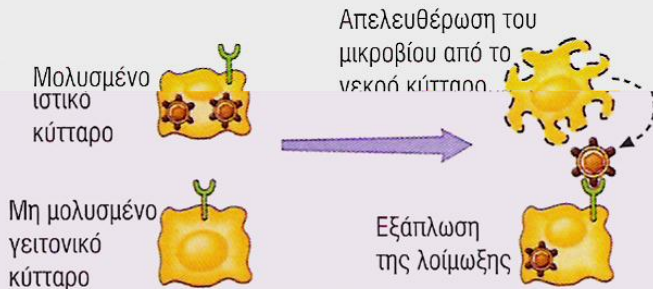 Μολυσμένο
ιστικό
κύτταρο
Απελευθέρωση του
μικροβίου από το
νεκρό κύτταρο
Μη μολυσμένο
γειτονικό
κύτταρο
Εξάπλωση
της λοίμωξης